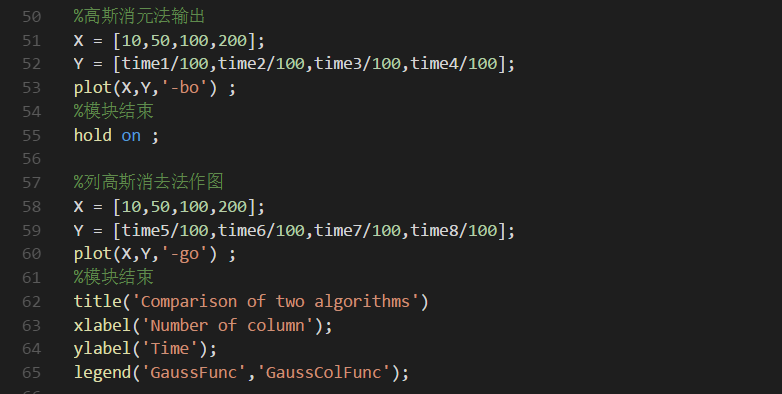 50 %高斯消元法输出
51 X = [10,50,100,200];
52 Y = [time1/100,time2/100,time3/100,time4/100];
53 plot(X,Y,'-bo') ;
54 %模块结束
55 hold on ;
56
57 %列高斯消去法作图
58 X = [10,50,100,200];
59 Y = [time5/100,time6/100,time7/100,time8/100];
60 plot(X,Y,'-go') ;
61 %模块结束
62 title('Comparison of two algorithms')
63 xlabel('Number of column');
64 ylabel('Time');
65 legend('GaussFunc','GaussColFunc');